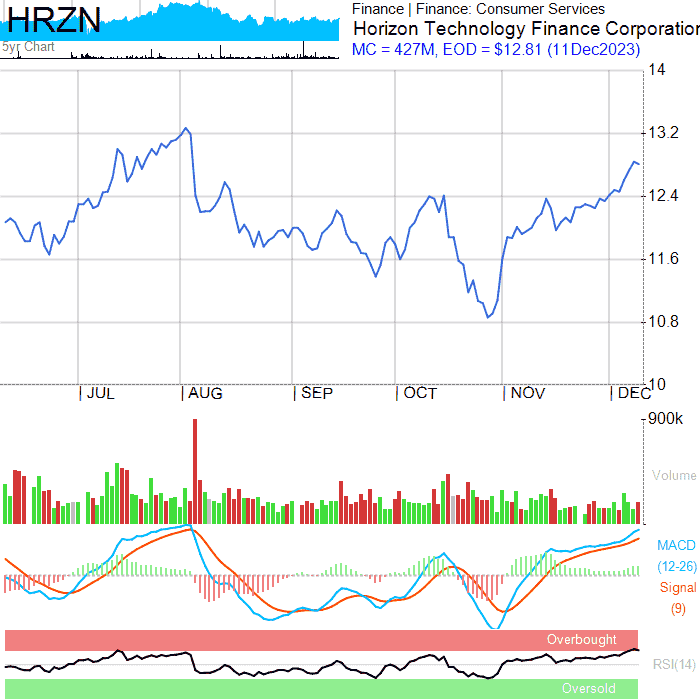 HRZN
5yr Chart
Finance | Finance: Consumer Services
Horizon Technology Finance Corporation
MC = 427M, EOD = $12.81 (11Dec2023)
14
13.2
12.4
11.6
10.8
10
JUL AUG SEP OCT NOV DEC
900k
Volume
MACD
(12-26)
Signal
(9)
Overbought
RSI(14)
Oversold